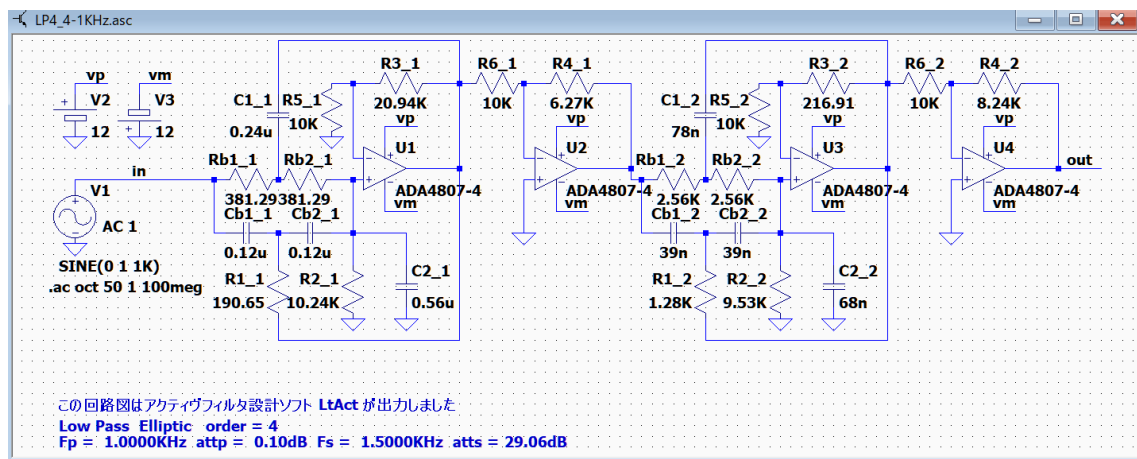 LP4_4-1KHz.asc
vp vm
V2 V3
12 12
in
V1
AC 1
SINE(0 1 1K)
.ac oct 50 1 100meg
C1_1
0.24u
R5_1
10K
R3_1
20.94K
vp
U1
ADA4807-4
vm
Rb1_1 Rb2_1
381.29 381.29
Cb1_1 Cb2_1
0.12u 0.12u
R1_1
190.65
R2_1
10.24K
C2_1
0.56u
R6_1
10K
R4_1
6.27K
vp
U2
ADA4807-4
vm
C1_2
78n
R5_2
10K
R3_2
216.91
vp
U3
ADA4807-4
vm
Rb1_2 Rb2_2
2.56K 2.56K
Cb1_2 Cb2_2
39n 39n
R1_2
1.28K
R2_2
9.53K
C2_2
68n
R6_2
10K
R4_2
8.24K
vp
U4
ADA4807-4
vm
out
この回路図はアクティヴフィルタ設計ソフト LtAct が出力しました
Low Pass Elliptic order = 4
Fp = 1.0000KHz attp = 0.10dB Fs = 1.5000KHz atts = 29.06dB